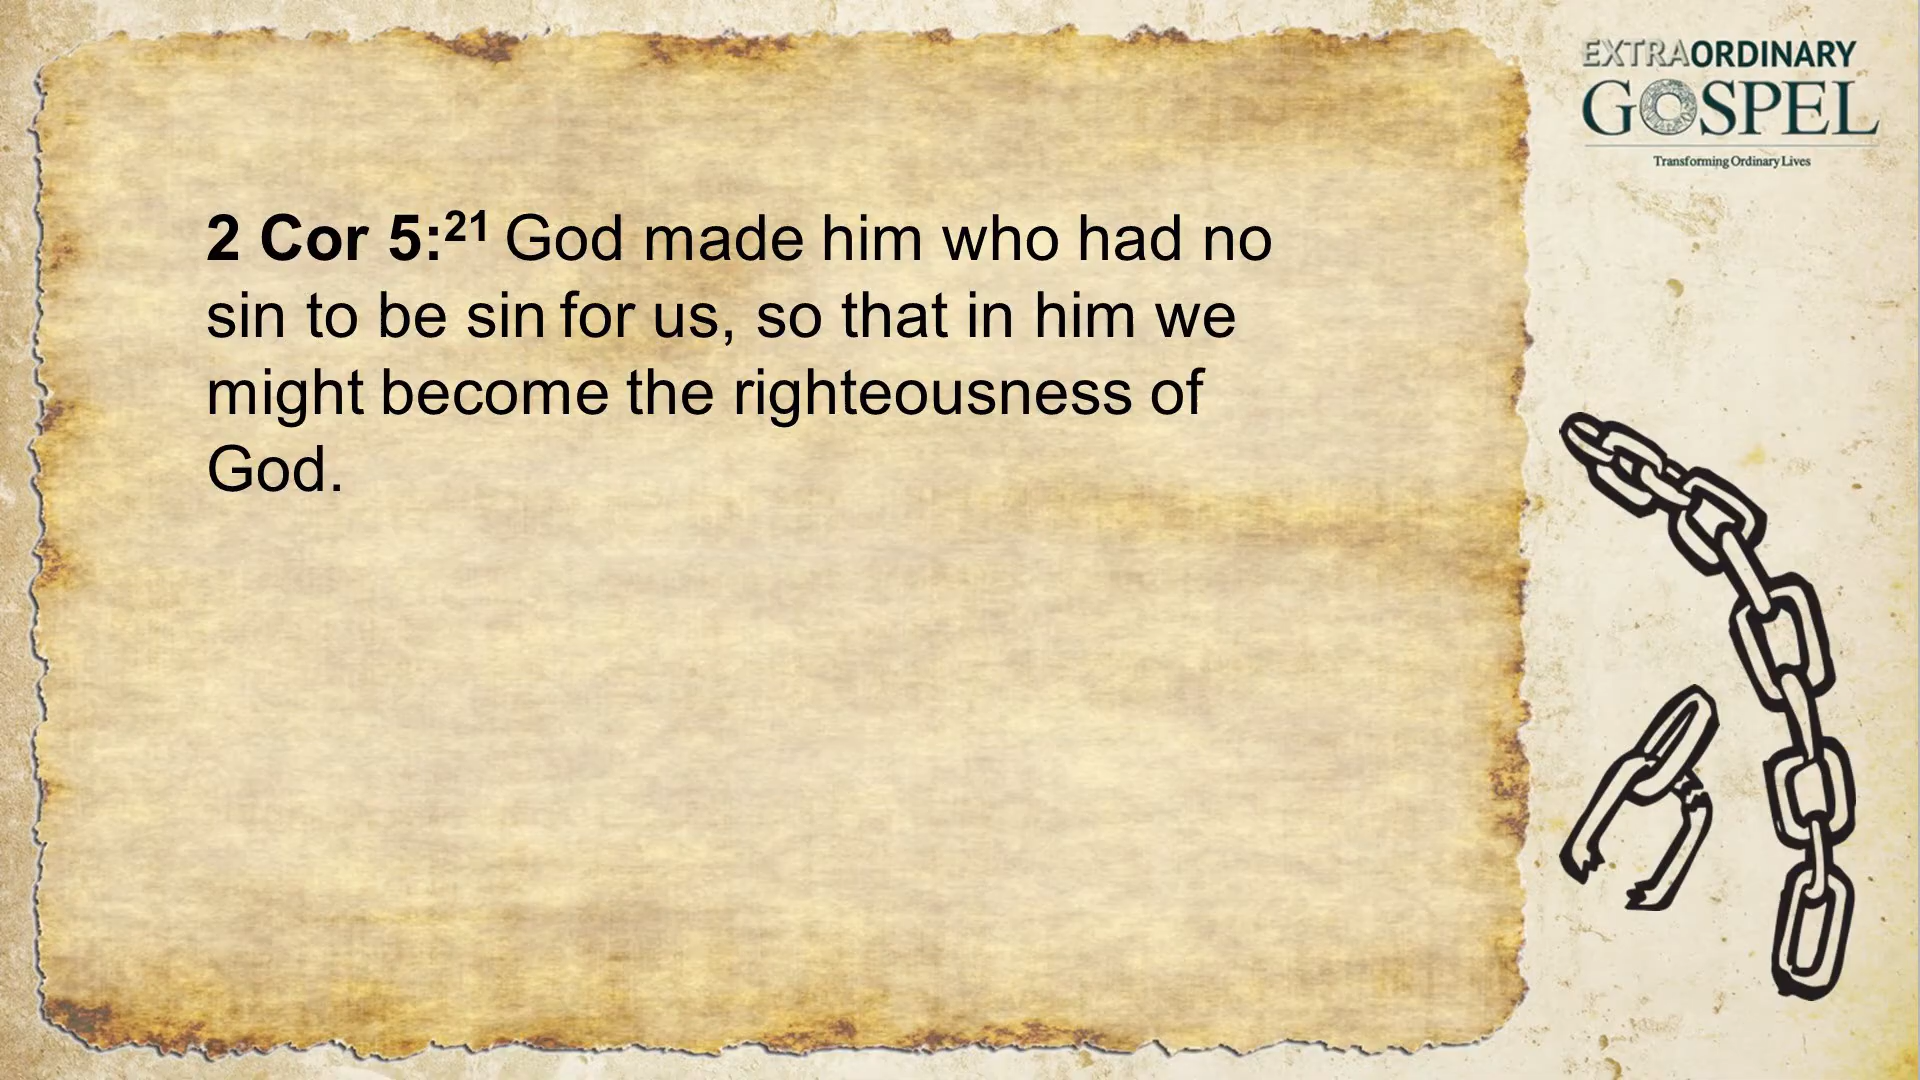 EXTRAORDINARY
GOSPEL
Transforming Ordinary Lives
2 Cor 5:21 God made him who had no
sin to be sin for us, so that in him we
might become the righteousness of
God.